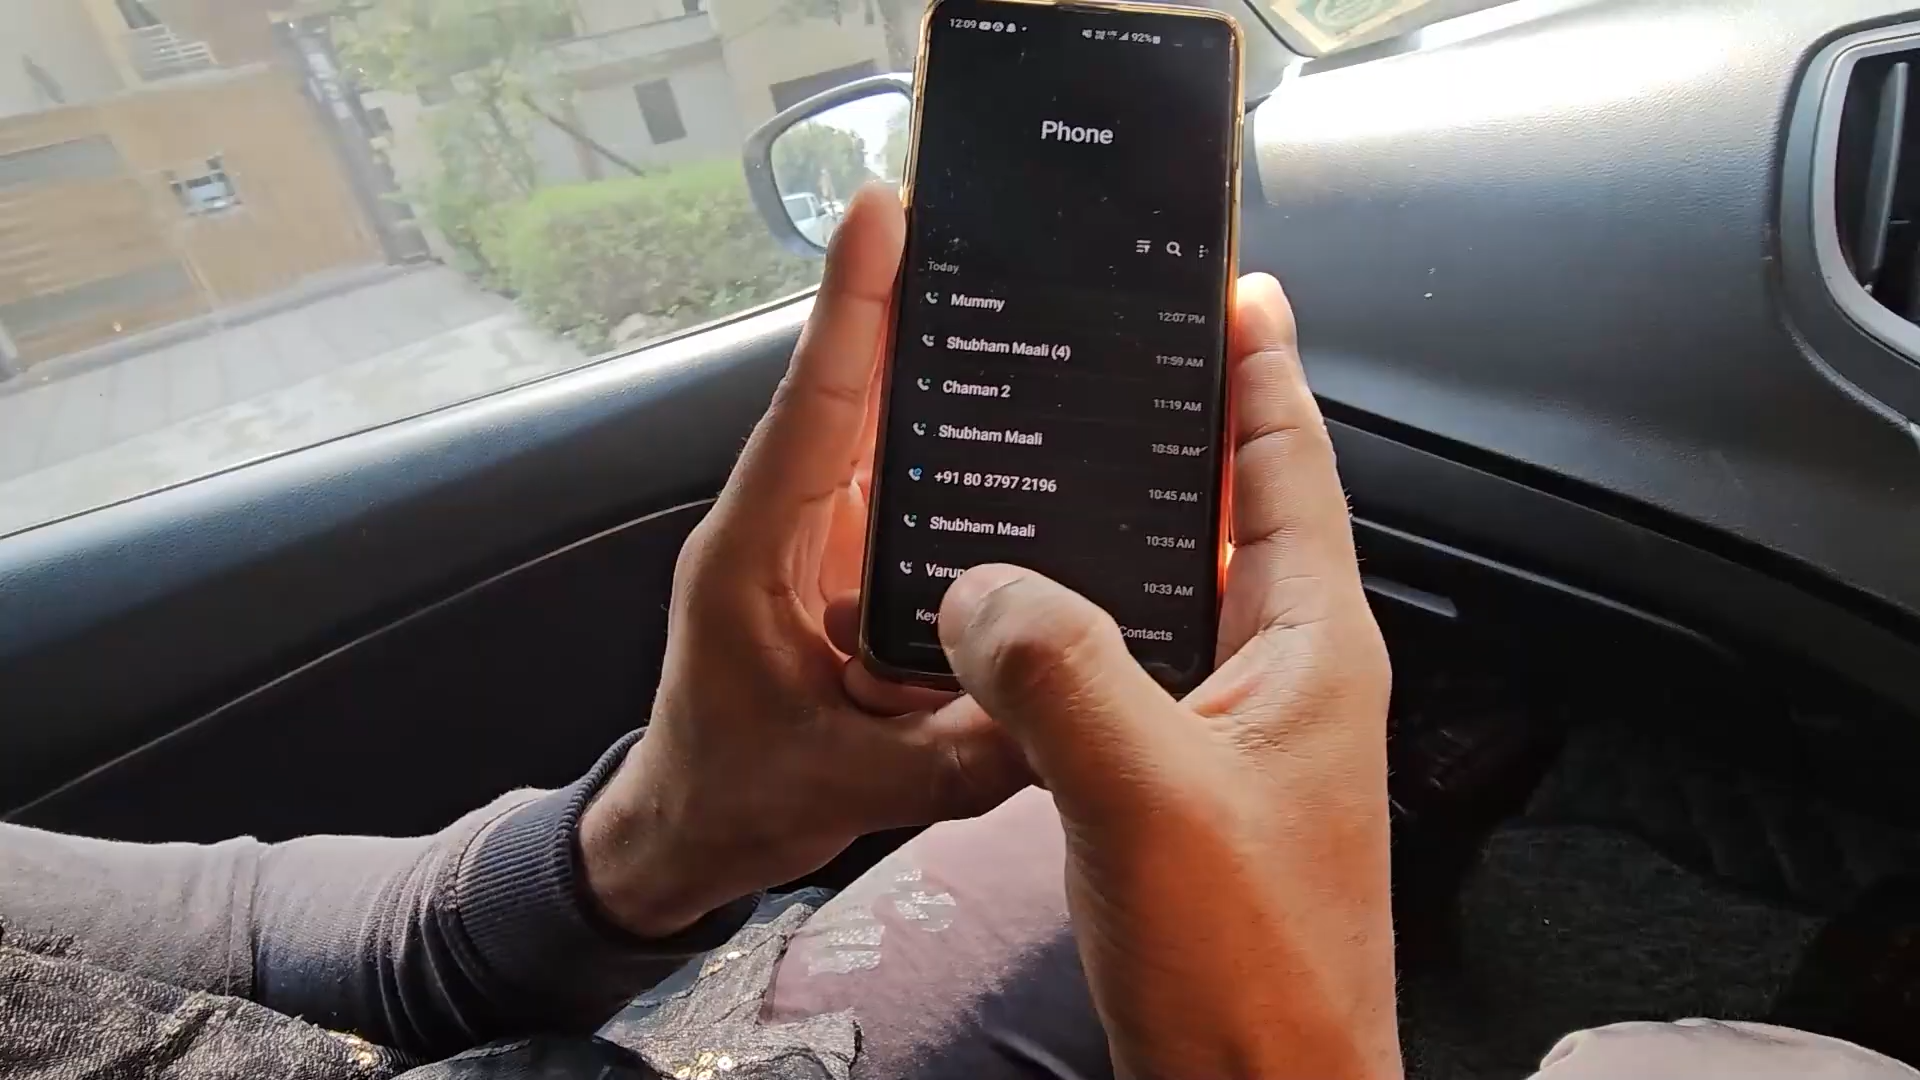 12:09
92%
Phone
Today
Mummy
12:07 PM
Shubham Maali (4)
11:59 AM
Chaman 2
11:19 AM
Shubham Maali
10:58 AM
+91 80 3797 2196
10:45 AM
Shubham Maali
10:35 AM
Varun
10:33 AM
Contacts